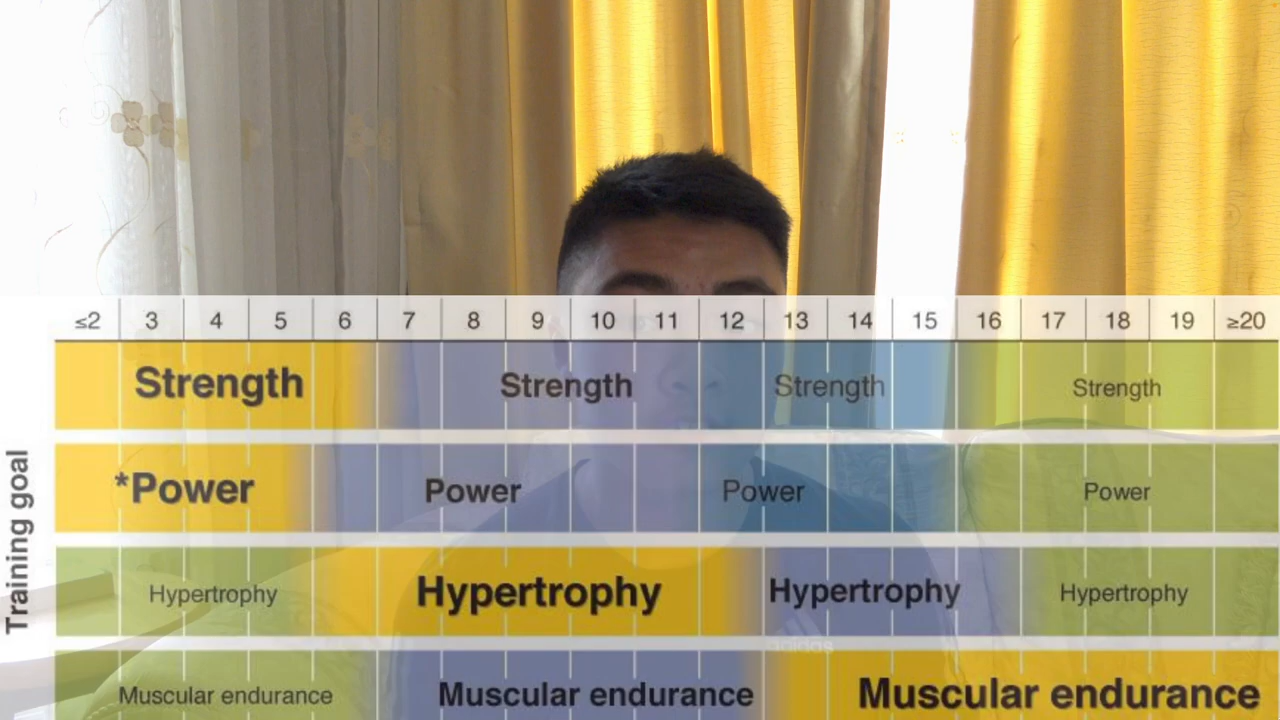 ≤2 3 4 5 6 7 8 9 10 11 12 13 14 15 16 17 18 19 ≥20
Training goal
Strength Strength Strength Strength
*Power Power Power Power
Hypertrophy Hypertrophy Hypertrophy Hypertrophy
adidas
Muscular endurance Muscular endurance Muscular endurance